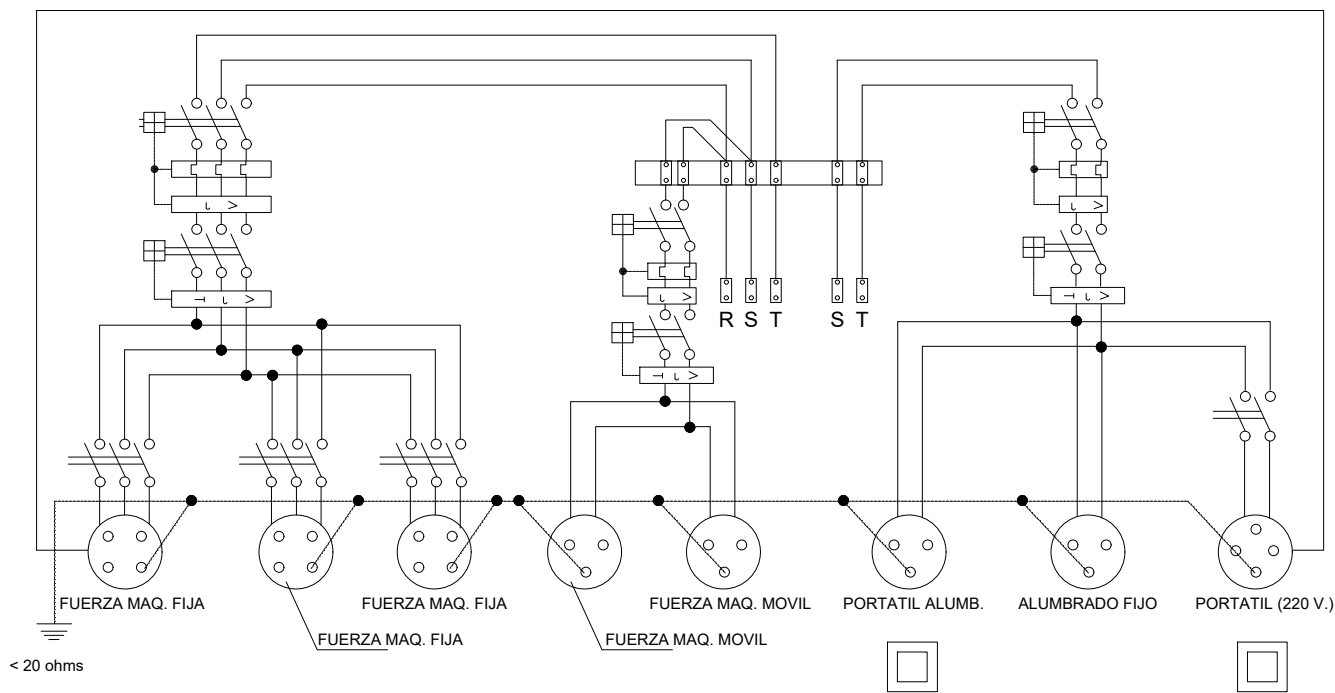 R S T S T
FUERZA MAQ. FIJA FUERZA MAQ. FIJA FUERZA MAQ. MOVIL PORTATIL ALUMB. ALUMBRADO FIJO PORTATIL (220 V.)
FUERZA MAQ. FIJA FUERZA MAQ. MOVIL
< 20 ohms